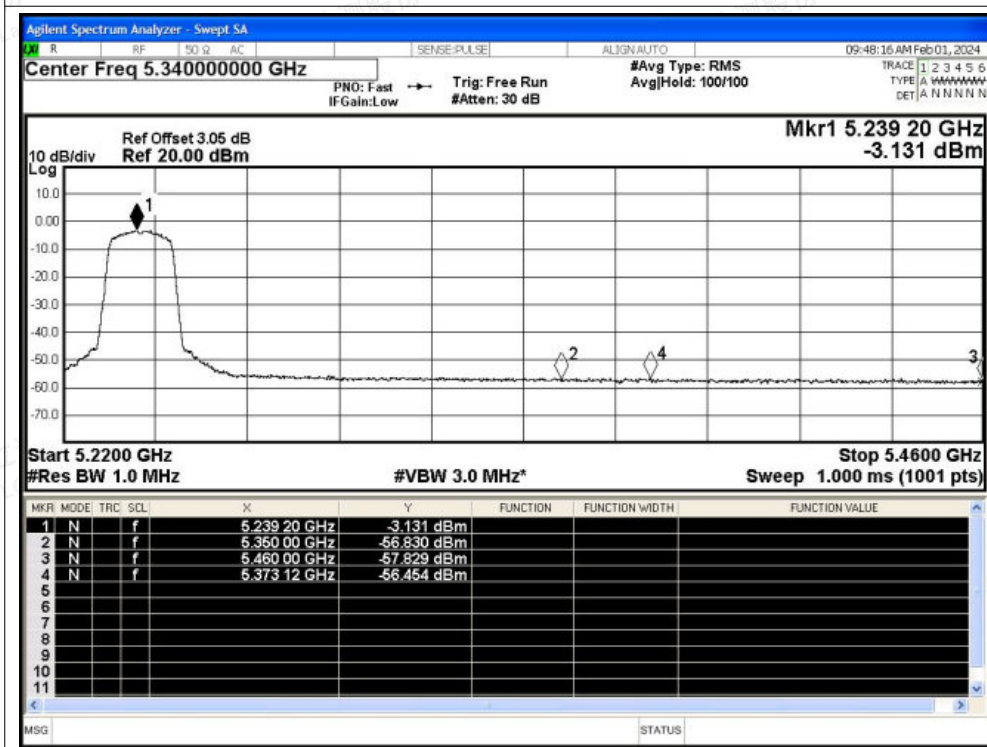 Agilent Spectrum Analyzer - Swept SA
R RF 50 Ω AC SENSE:PULSE ALIGN AUTO 09:48:16 AM Feb 01, 2024
Center Freq 5.340000000 GHz
#Avg Type: RMS
TRACE 1 2 3 4 5 6
PNO: Fast Trig: Free Run Avg|Hold: 100/100
TYPE A WWWWW
IFGain:Low #Atten: 30 dB
DET A N N N N N
Mkr1 5.239 20 GHz
Ref Offset 3.05 dB
10 dB/div Ref 20.00 dBm -3.131 dBm
Log
10.0
1
0.00
-10.0
-20.0
-30.0
-40.0
2 4 3
-50.0
-60.0
-70.0
Start 5.2200 GHz Stop 5.4600 GHz
#Res BW 1.0 MHz #VBW 3.0 MHz* Sweep 1.000 ms (1001 pts)
MKR MODE TRC SCL X Y FUNCTION FUNCTION WIDTH FUNCTION VALUE
1 N f 5.239 20 GHz -3.131 dBm
2 N f 5.350 00 GHz -56.830 dBm
3 N f 5.460 00 GHz -57.829 dBm
4 N f 5.373 12 GHz -56.454 dBm
5
6
7
8
9
10
11
MSG STATUS